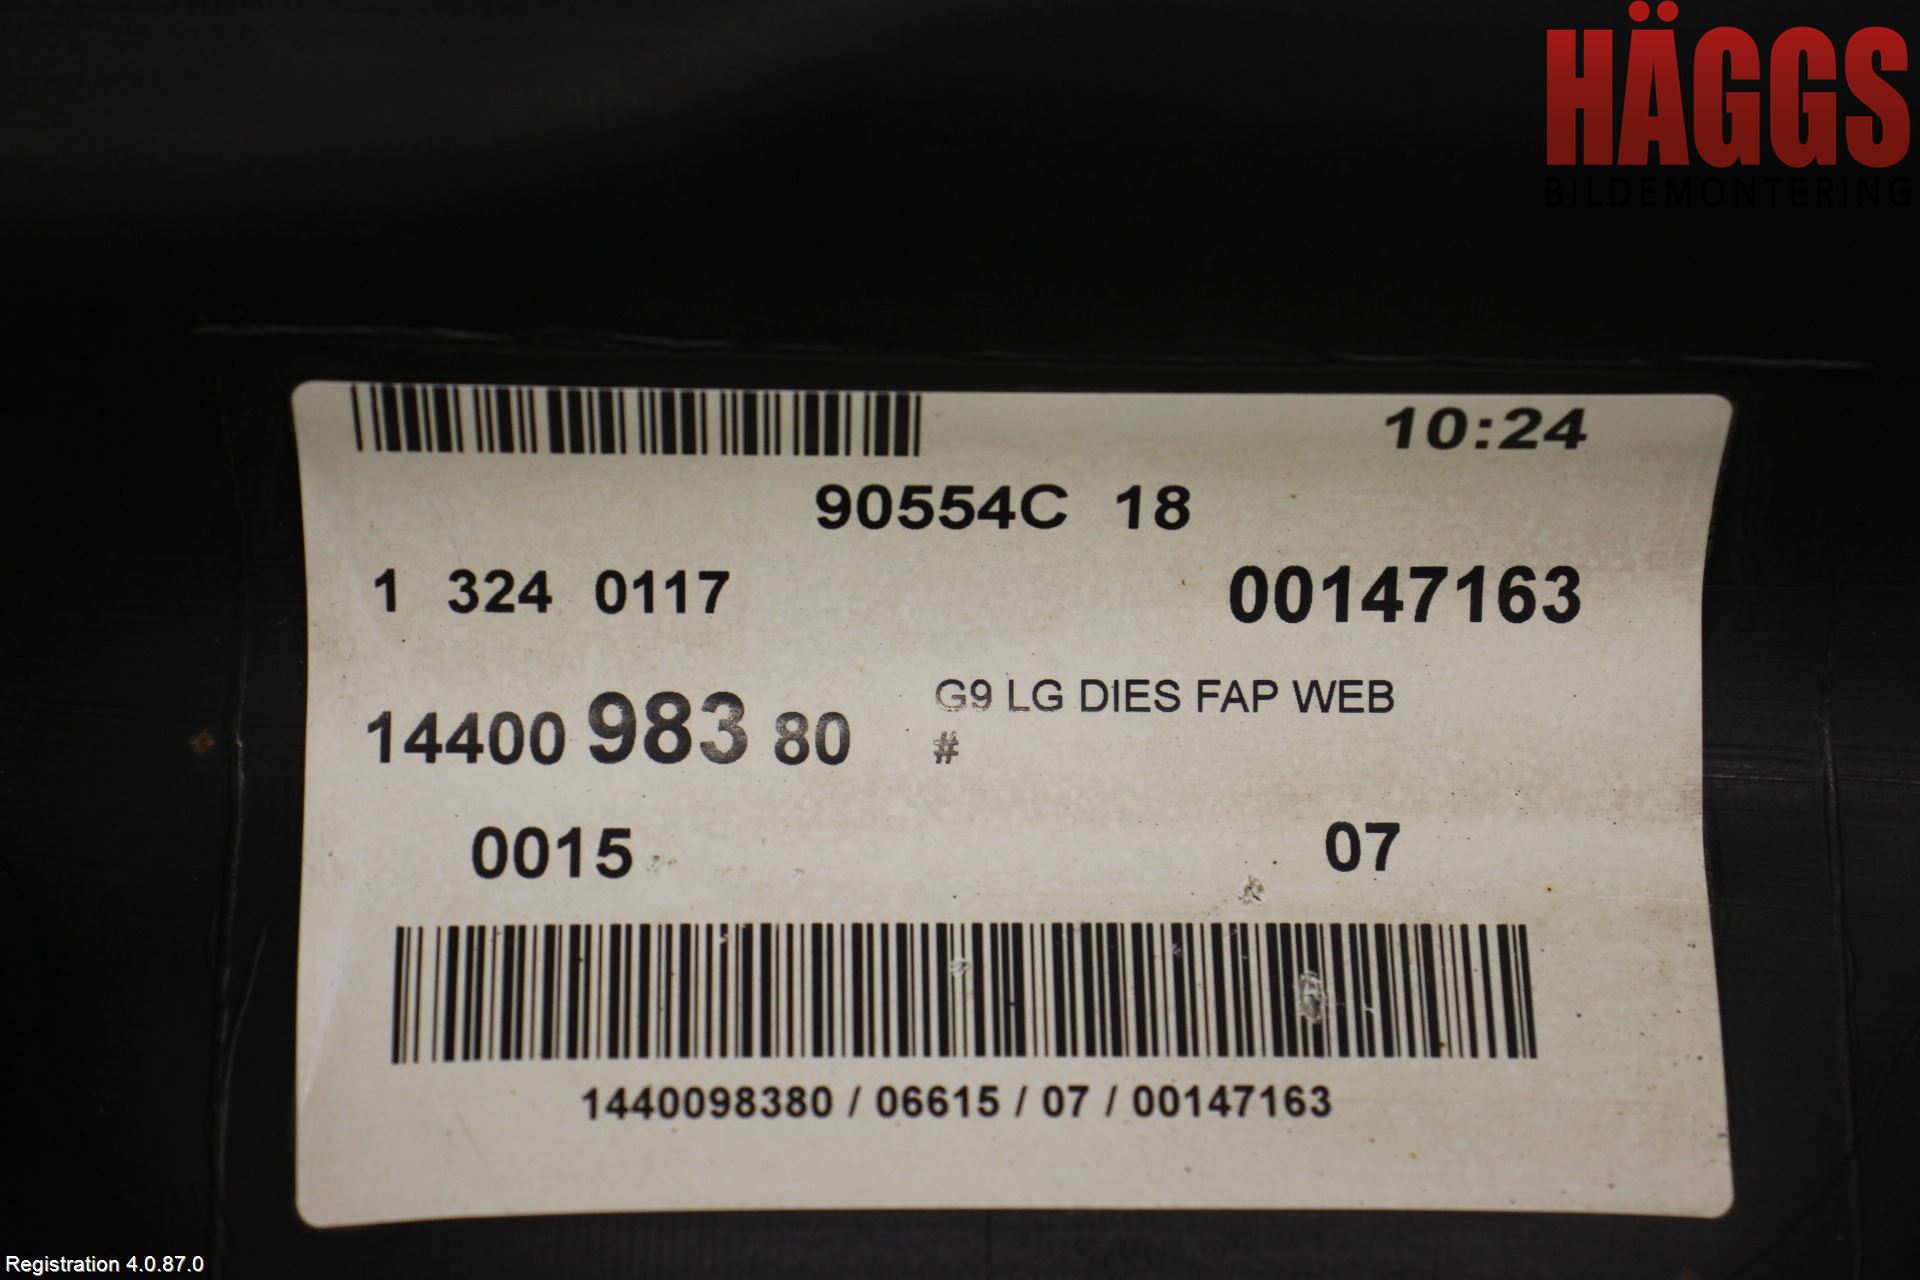 HÄGGS
BILDEMONTERING
10:24
90554C 18
1 324 0117
00147163
14400 983 80
G9 LG DIES FAP WEB
#
0015
07
1440098380 / 06615 / 07 / 00147163
Registration 4.0.87.0